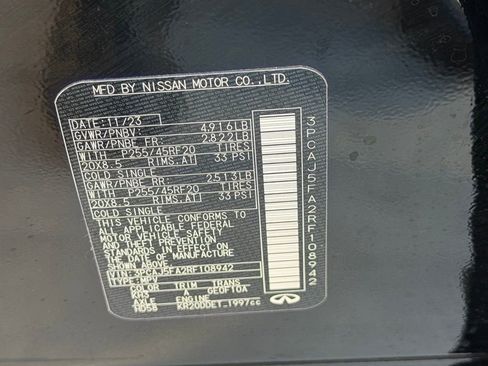 MFD BY NISSAN MOTOR CO.,LTD.
DATE: 11/23
GVWR/PNBV: 4916LB
GAWR/PNBE FR: 2822LB
WITH P255/45RF20 TIRES
20X8.5 RIMS,AT 33 PSI
COLD SINGLE
GAWR/PNBE RR: 2513LB
WITH P255/45RF20 TIRES
20X8.5 RIMS,AT 33 PSI
COLD SINGLE
THIS VEHICLE CONFORMS TO
ALL APPLICABLE FEDERAL
MOTOR VEHICLE SAFETY
AND THEFT PREVENTION
STANDARDS IN EFFECT ON
THE DATE OF MANUFACTURE
SHOWN ABOVE.
VIN: 3PCAJ5FA2RF108942
TYPE: MPV
COLOR TRIM TRANS
A GE0F10A
AXLE ENGINE
HD58 KR20DDET 1997cc
3PCAJ5FA2RF108942
INFINITI